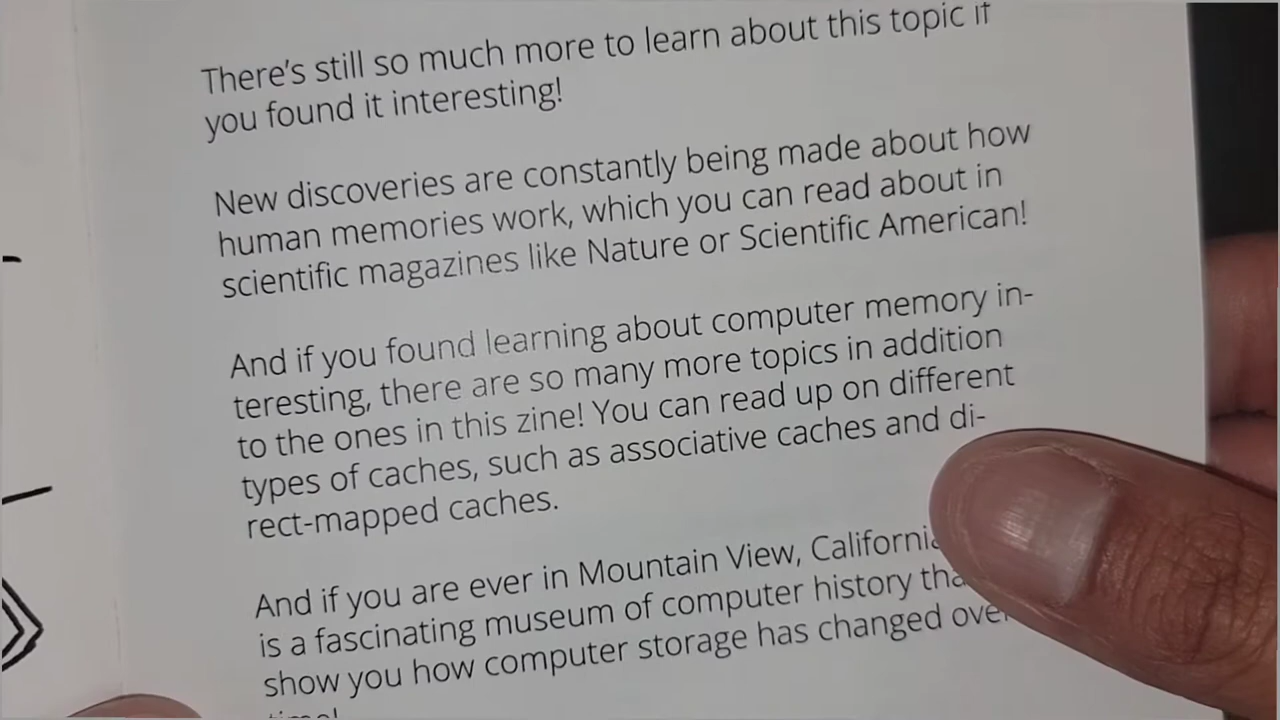 There's still so much more to learn about this topic if
you found it interesting!
New discoveries are constantly being made about how
human memories work, which you can read about in
scientific magazines like Nature or Scientific American!
And if you found learning about computer memory in-
teresting, there are so many more topics in addition
to the ones in this zine! You can read up on different
types of caches, such as associative caches and di-
rect-mapped caches.
And if you are ever in Mountain View, California
is a fascinating museum of computer history
show you how computer storage has changed over
time!